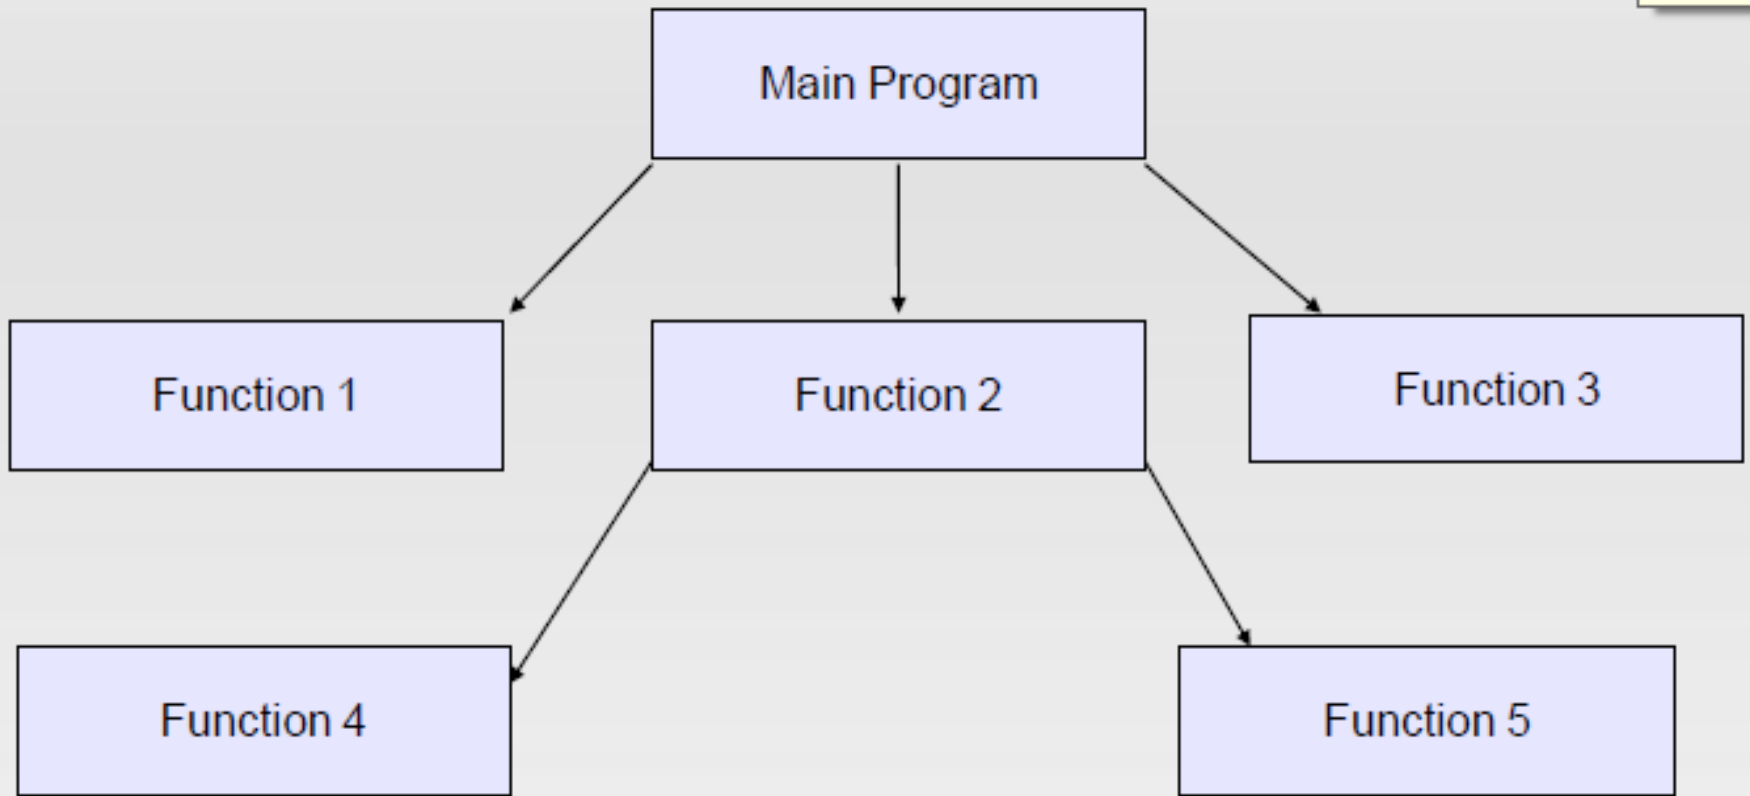 Main Program
Function 1
Function 2
Function 3
Function 4
Function 5